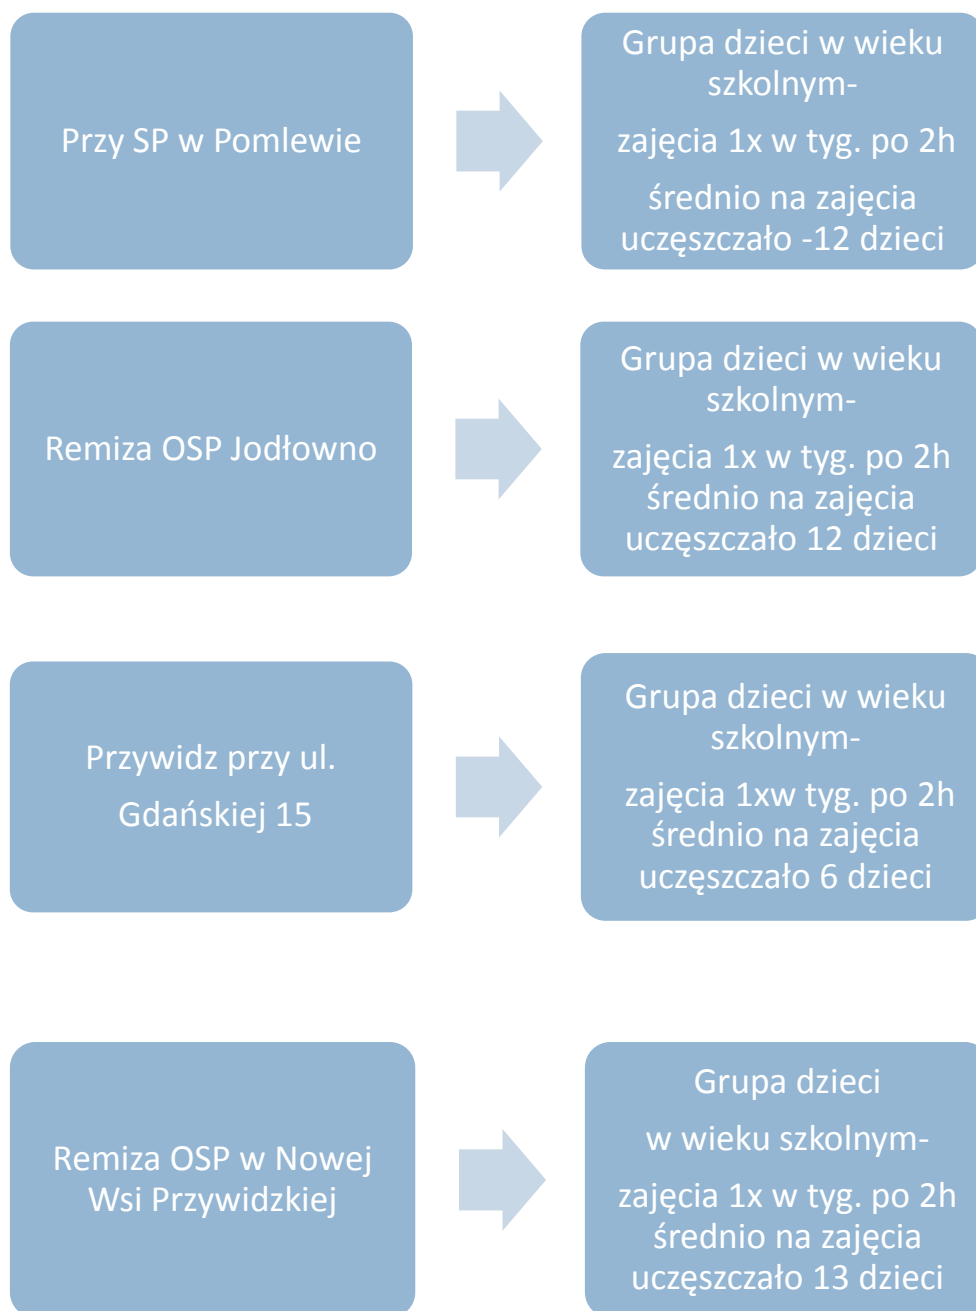 Przy SP w Pomlewie
Grupa dzieci w wieku
szkolnym-
zajęcia 1x w tyg. po 2h
średnio na zajęcia
uczęszczało -12 dzieci
Remiza OSP Jodłowno
Grupa dzieci w wieku
szkolnym-
zajęcia 1x w tyg. po 2h
średnio na zajęcia
uczęszczało 12 dzieci
Przywidz przy ul.
Gdańskiej 15
Grupa dzieci w wieku
szkolnym-
zajęcia 1xw tyg. po 2h
średnio na zajęcia
uczęszczało 6 dzieci
Remiza OSP w Nowej
Wsi Przywidzkiej
Grupa dzieci
w wieku szkolnym-
zajęcia 1x w tyg. po 2h
średnio na zajęcia
uczęszczało 13 dzieci